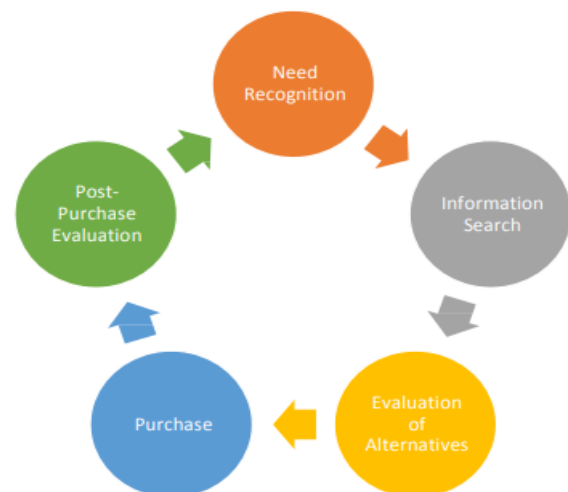 Need
Recognition
Information
Search
Evaluation
of
Alternatives
Purchase
Post-
Purchase
Evaluation